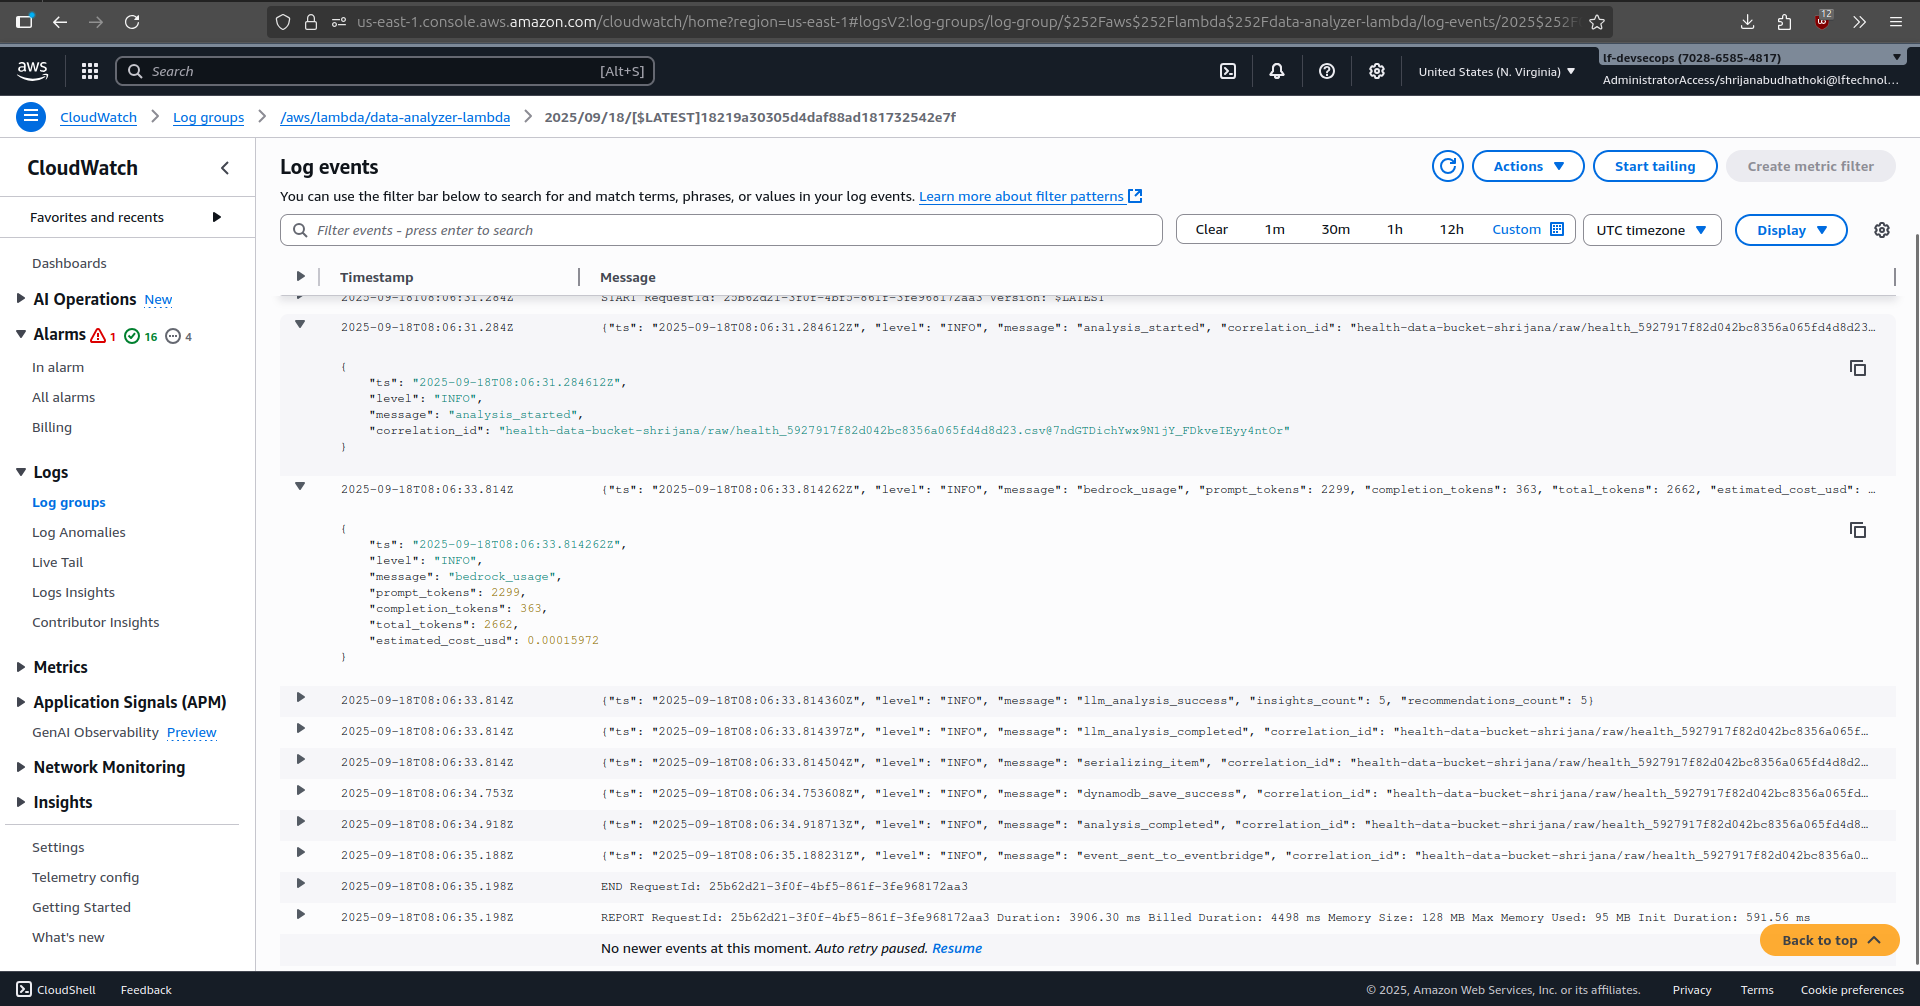 us-east-1.console.aws.amazon.com/cloudwatch/home?region=us-east-1#logsV2:log-groups/log-group/$252Faws$252Flambda$252Fdata-analyzer-lambda/log-events/2025$252F
12
aws
Search [Alt+S]
United States (N. Virginia)
lf-devsecops (7028-6585-4817)
AdministratorAccess/shrijanabudhathoki@lftechnol...
CloudWatch
Log groups
/aws/lambda/data-analyzer-lambda
2025/09/18/[$LATEST]18219a30305d4daf88ad181732542e7f
CloudWatch
Favorites and recents
Dashboards
AI Operations New
Alarms 1 16 4
In alarm
All alarms
Billing
Logs
Log groups
Log Anomalies
Live Tail
Logs Insights
Contributor Insights
Metrics
Application Signals (APM)
GenAI Observability Preview
Network Monitoring
Insights
Settings
Telemetry config
Getting Started
What's new
Log events
Actions
Start tailing
Create metric filter
You can use the filter bar below to search for and match terms, phrases, or values in your log events. Learn more about filter patterns
Filter events - press enter to search
Clear 1m 30m 1h 12h Custom
UTC timezone
Display
Timestamp Message
2025-09-18T08:06:31.284Z START RequestId: 25b62d21-3f0f-4bf5-861f-3fe968172aa3 Version: $LATEST
2025-09-18T08:06:31.284Z {"ts": "2025-09-18T08:06:31.284612Z", "level": "INFO", "message": "analysis_started", "correlation_id": "health-data-bucket-shrijana/raw/health_5927917f82d042bc8356a065fd4d8d23…
{
"ts": "2025-09-18T08:06:31.284612Z",
"level": "INFO",
"message": "analysis_started",
"correlation_id": "health-data-bucket-shrijana/raw/health_5927917f82d042bc8356a065fd4d8d23.csv@7ndGTDichYwx9N1jY_FDkveIEyy4ntOr"
}
2025-09-18T08:06:33.814Z {"ts": "2025-09-18T08:06:33.814262Z", "level": "INFO", "message": "bedrock_usage", "prompt_tokens": 2299, "completion_tokens": 363, "total_tokens": 2662, "estimated_cost_usd": …
{
"ts": "2025-09-18T08:06:33.814262Z",
"level": "INFO",
"message": "bedrock_usage",
"prompt_tokens": 2299,
"completion_tokens": 363,
"total_tokens": 2662,
"estimated_cost_usd": 0.00015972
}
2025-09-18T08:06:33.814Z {"ts": "2025-09-18T08:06:33.814360Z", "level": "INFO", "message": "llm_analysis_success", "insights_count": 5, "recommendations_count": 5}
2025-09-18T08:06:33.814Z {"ts": "2025-09-18T08:06:33.814397Z", "level": "INFO", "message": "llm_analysis_completed", "correlation_id": "health-data-bucket-shrijana/raw/health_5927917f82d042bc8356a065f…
2025-09-18T08:06:33.814Z {"ts": "2025-09-18T08:06:33.814504Z", "level": "INFO", "message": "serializing_item", "correlation_id": "health-data-bucket-shrijana/raw/health_5927917f82d042bc8356a065fd4d8d2…
2025-09-18T08:06:34.753Z {"ts": "2025-09-18T08:06:34.753608Z", "level": "INFO", "message": "dynamodb_save_success", "correlation_id": "health-data-bucket-shrijana/raw/health_5927917f82d042bc8356a065fd…
2025-09-18T08:06:34.918Z {"ts": "2025-09-18T08:06:34.918713Z", "level": "INFO", "message": "analysis_completed", "correlation_id": "health-data-bucket-shrijana/raw/health_5927917f82d042bc8356a065fd4d8…
2025-09-18T08:06:35.188Z {"ts": "2025-09-18T08:06:35.188231Z", "level": "INFO", "message": "event_sent_to_eventbridge", "correlation_id": "health-data-bucket-shrijana/raw/health_5927917f82d042bc8356a0…
2025-09-18T08:06:35.198Z END RequestId: 25b62d21-3f0f-4bf5-861f-3fe968172aa3
2025-09-18T08:06:35.198Z REPORT RequestId: 25b62d21-3f0f-4bf5-861f-3fe968172aa3 Duration: 3906.30 ms Billed Duration: 4498 ms Memory Size: 128 MB Max Memory Used: 95 MB Init Duration: 591.56 ms
No newer events at this moment. Auto retry paused. Resume
Back to top
CloudShell Feedback
© 2025, Amazon Web Services, Inc. or its affiliates. Privacy Terms Cookie preferences